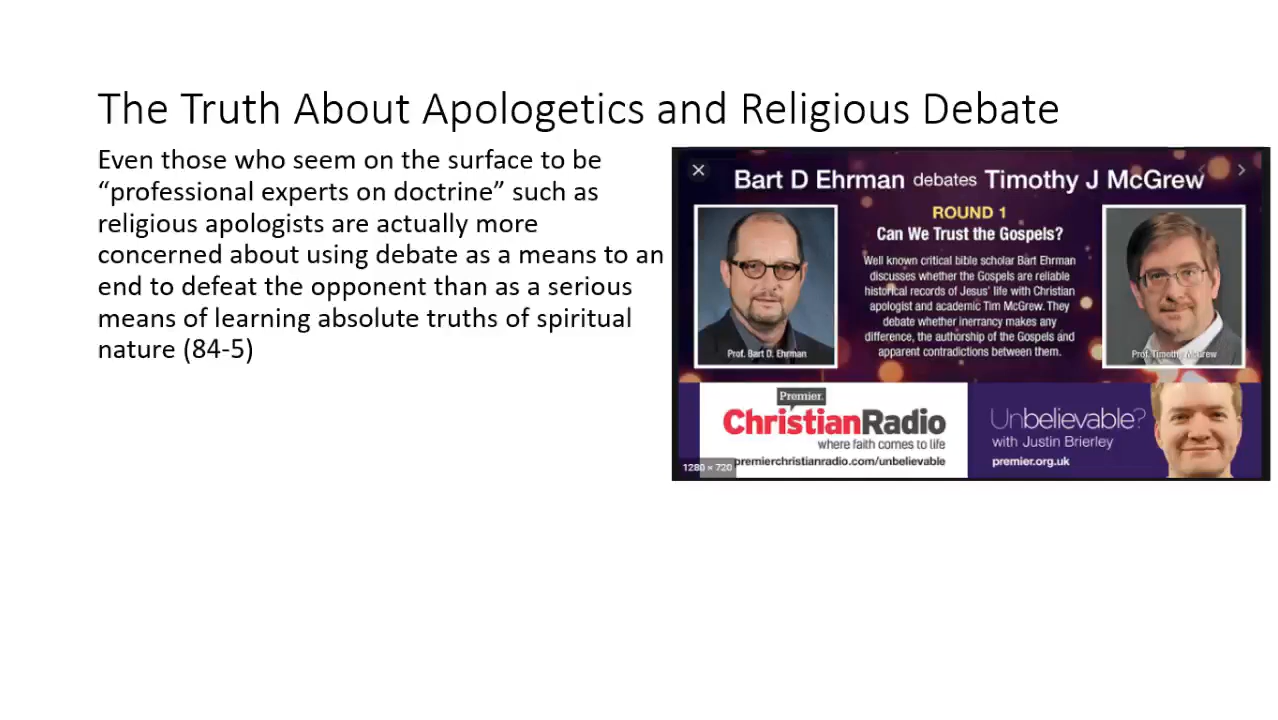 The Truth About Apologetics and Religious Debate
Even those who seem on the surface to be
“professional experts on doctrine” such as
religious apologists are actually more
concerned about using debate as a means to an
end to defeat the opponent than as a serious
means of learning absolute truths of spiritual
nature (84-5)
Bart D Ehrman debates Timothy J McGrew
ROUND 1
Can We Trust the Gospels?
Well known critical bible scholar Bart Ehrman
discusses whether the Gospels are reliable
historical records of Jesus' life with Christian
apologist and academic Tim McGrew. They
debate whether inerrancy makes any
difference, the authorship of the Gospels and
apparent contradictions between them.
Prof. Bart D. Ehrman
Prof. Timothy McGrew
Premier.
ChristianRadio
where faith comes to life
premierchristianradio.com/unbelievable
1280 × 720
Unbelievable?
with Justin Brierley
premier.org.uk